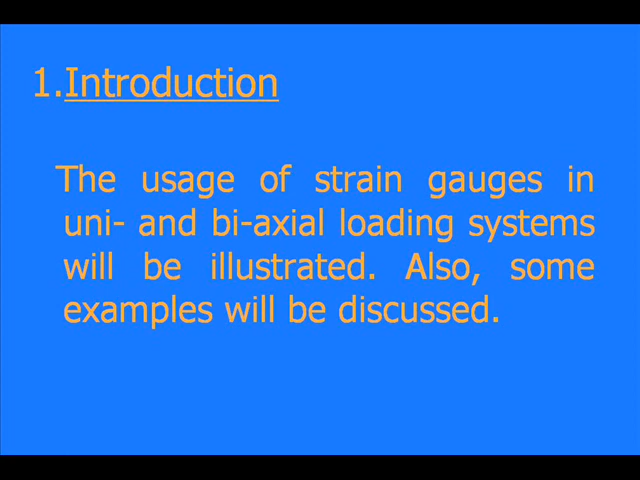 1.Introduction
The usage of strain gauges in
uni- and bi-axial loading systems
will be illustrated. Also, some
examples will be discussed.